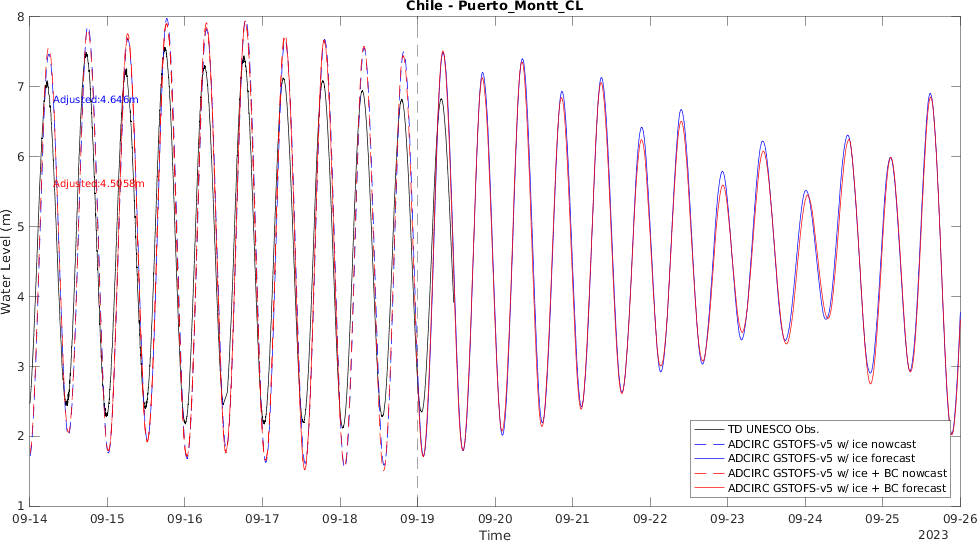 Chile - Puerto_Montt_CL
Water Level (m)
8
7
6
5
4
3
2
1
Adjusted:4.646m
Adjusted:4.5058m
TD UNESCO Obs.
ADCIRC GSTOFS-v5 w/ ice nowcast
ADCIRC GSTOFS-v5 w/ ice forecast
ADCIRC GSTOFS-v5 w/ ice + BC nowcast
ADCIRC GSTOFS-v5 w/ ice + BC forecast
09-14 09-15 09-16 09-17 09-18 09-19 09-20 09-21 09-22 09-23 09-24 09-25 09-26
Time
2023